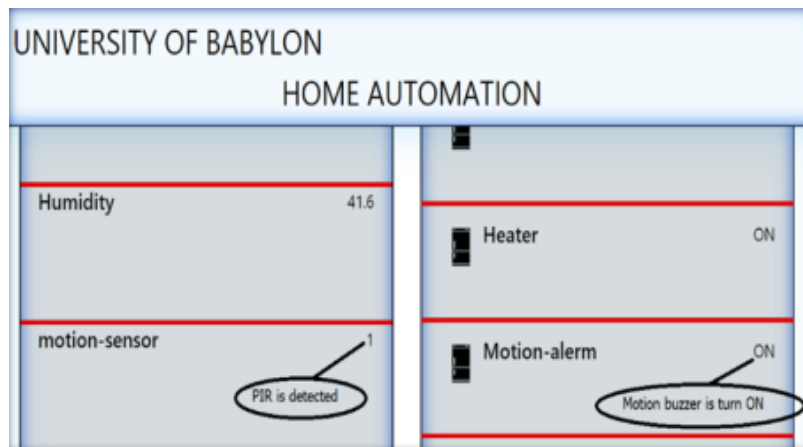 UNIVERSITY OF BABYLON
HOME AUTOMATION
Humidity 41.6
motion-sensor 1
PIR is detected
Heater ON
Motion-alerm ON
Motion buzzer is turn ON